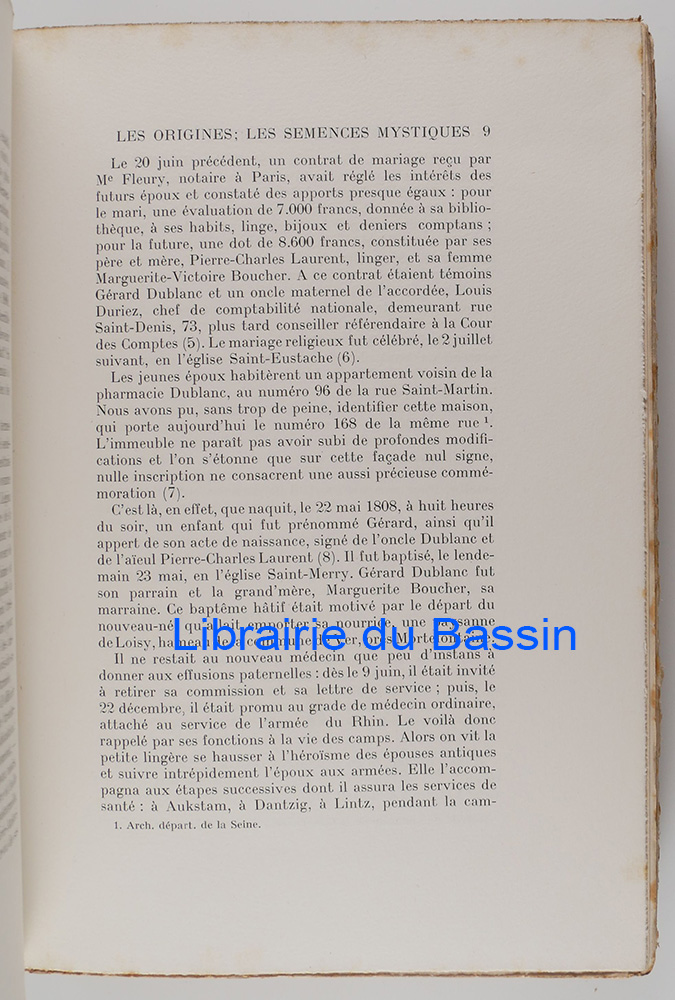 LES ORIGINES; LES SEMENCES MYSTIQUES 9
Le 20 juin précédent, un contrat de mariage reçu par
Me Fleury, notaire à Paris, avait réglé les intérêts des
futurs époux et constaté des apports presque égaux : pour
le mari, une évaluation de 7.000 francs, donnée à sa biblio-
thèque, à ses habits, linge, bijoux et deniers comptans ;
pour la future, une dot de 8.600 francs, constituée par ses
père et mère, Pierre-Charles Laurent, linger, et sa femme
Marguerite-Victoire Boucher. A ce contrat étaient témoins
Gérard Dublanc et un oncle maternel de l'accordée, Louis
Duriez, chef de comptabilité nationale, demeurant rue
Saint-Denis, 73, plus tard conseiller référendaire à la Cour
des Comptes (5). Le mariage religieux fut célébré, le 2 juillet
suivant, en l'église Saint-Eustache (6).
Les jeunes époux habitèrent un appartement voisin de la
pharmacie Dublanc, au numéro 96 de la rue Saint-Martin.
Nous avons pu, sans trop de peine, identifier cette maison,
qui porte aujourd'hui le numéro 168 de la même rue ¹.
L'immeuble ne paraît pas avoir subi de profondes modifi-
cations et l'on s'étonne que sur cette façade nul signe,
nulle inscription ne consacrent une aussi précieuse commé-
moration (7).
C'est là, en effet, que naquit, le 22 mai 1808, à huit heures
du soir, un enfant qui fut prénommé Gérard, ainsi qu'il
appert de son acte de naissance, signé de l'oncle Dublanc et
de l'aïeul Pierre-Charles Laurent (8). Il fut baptisé, le lende-
main 23 mai, en l'église Saint-Merry. Gérard Dublanc fut
son parrain et la grand'mère, Marguerite Boucher, sa
marraine. Ce baptême hâtif était motivé par le départ du
nouveau-né, qu'allait emporter sa nourrice, une paysanne
de Loisy, hameau de la commune de Ver, près Mortefontaine.
Librairie du Bassin
Il ne restait au nouveau médecin que peu d'instans à
donner aux effusions paternelles : dès le 9 juin, il était invité
à retirer sa commission et sa lettre de service ; puis, le
22 décembre, il était promu au grade de médecin ordinaire,
attaché au service de l'armée du Rhin. Le voilà donc
rappelé par ses fonctions à la vie des camps. Alors on vit la
petite lingère se hausser à l'héroïsme des épouses antiques
et suivre intrépidement l'époux aux armées. Elle l'accom-
pagna aux étapes successives dont il assura les services de
santé : à Aukstam, à Dantzig, à Lintz, pendant la cam-
1. Arch. départ. de la Seine.